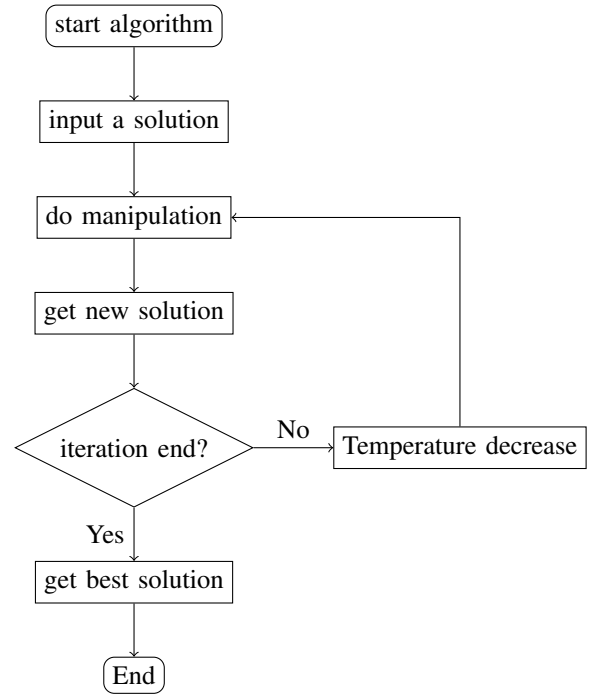 start algorithm
input a solution
do manipulation
get new solution
iteration end?
No
Temperature decrease
Yes
get best solution
End